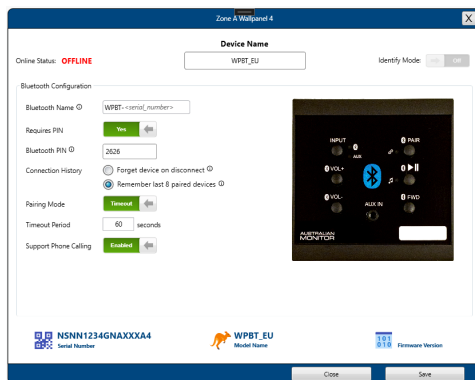 Zone A Wallpanel 4
X
Device Name
Online Status: OFFLINE
WPBT_EU
Identify Mode: Off
Bluetooth Configuration
Bluetooth Name
WPBT-<serial_number>
Requires PIN
Yes
Bluetooth PIN
2626
Connection History
Forget device on disconnect
Remember last 8 paired devices
Pairing Mode
Timeout
Timeout Period
60 seconds
Support Phone Calling
Enabled
INPUT
PAIR
AUX
VOL+
VOL-
AUX IN
FWD
AUSTRALIAN
MONITOR
NSNN1234GNAXXXA4
Serial Number
WPBT_EU
Model Name
101
010
Firmware Version
Close
Save